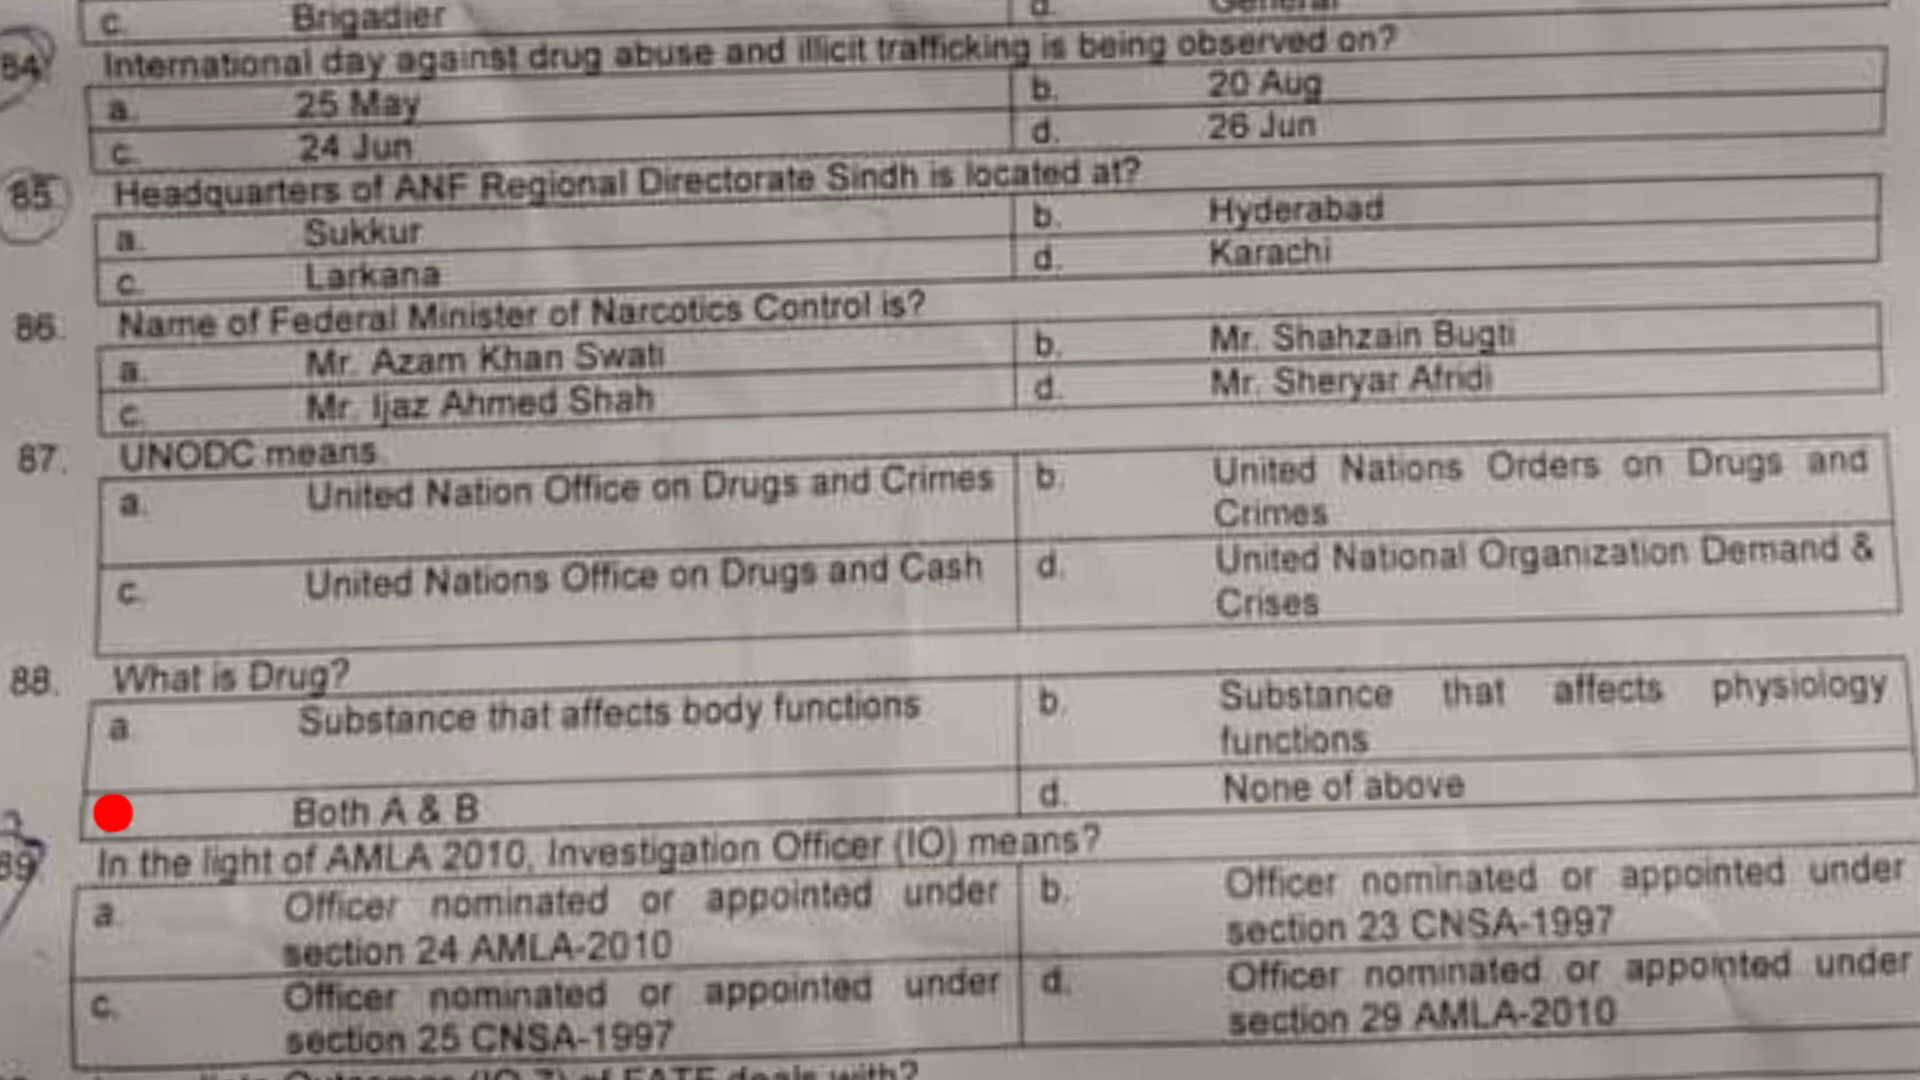 c. Brigadier d. General
84 International day against drug abuse and illicit trafficking is being observed on?
a. 25 May b. 20 Aug
c. 24 Jun d. 26 Jun
85 Headquarters of ANF Regional Directorate Sindh is located at?
a. Sukkur b. Hyderabad
c. Larkana d. Karachi
86. Name of Federal Minister of Narcotics Control is?
a. Mr. Azam Khan Swati b. Mr. Shahzain Bugti
c. Mr. Ijaz Ahmed Shah d. Mr. Sheryar Afridi
87. UNODC means
a. United Nation Office on Drugs and Crimes b. United Nations Orders on Drugs and
Crimes
c. United Nations Office on Drugs and Cash d. United National Organization Demand &
Crises
88. What is Drug?
a Substance that affects body functions b. Substance that affects physiology
functions
Both A & B d. None of above
89 In the light of AMLA 2010, Investigation Officer (IO) means?
a. Officer nominated or appointed under b. Officer nominated or appointed under
section 24 AMLA-2010 section 23 CNSA-1997
c. Officer nominated or appointed under d. Officer nominated or appointed under
section 25 CNSA-1997 section 29 AMLA-2010
(IO 7) of FATF deals with?